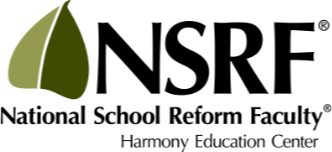 NSRF®
National School Reform Faculty®
Harmony Education Center